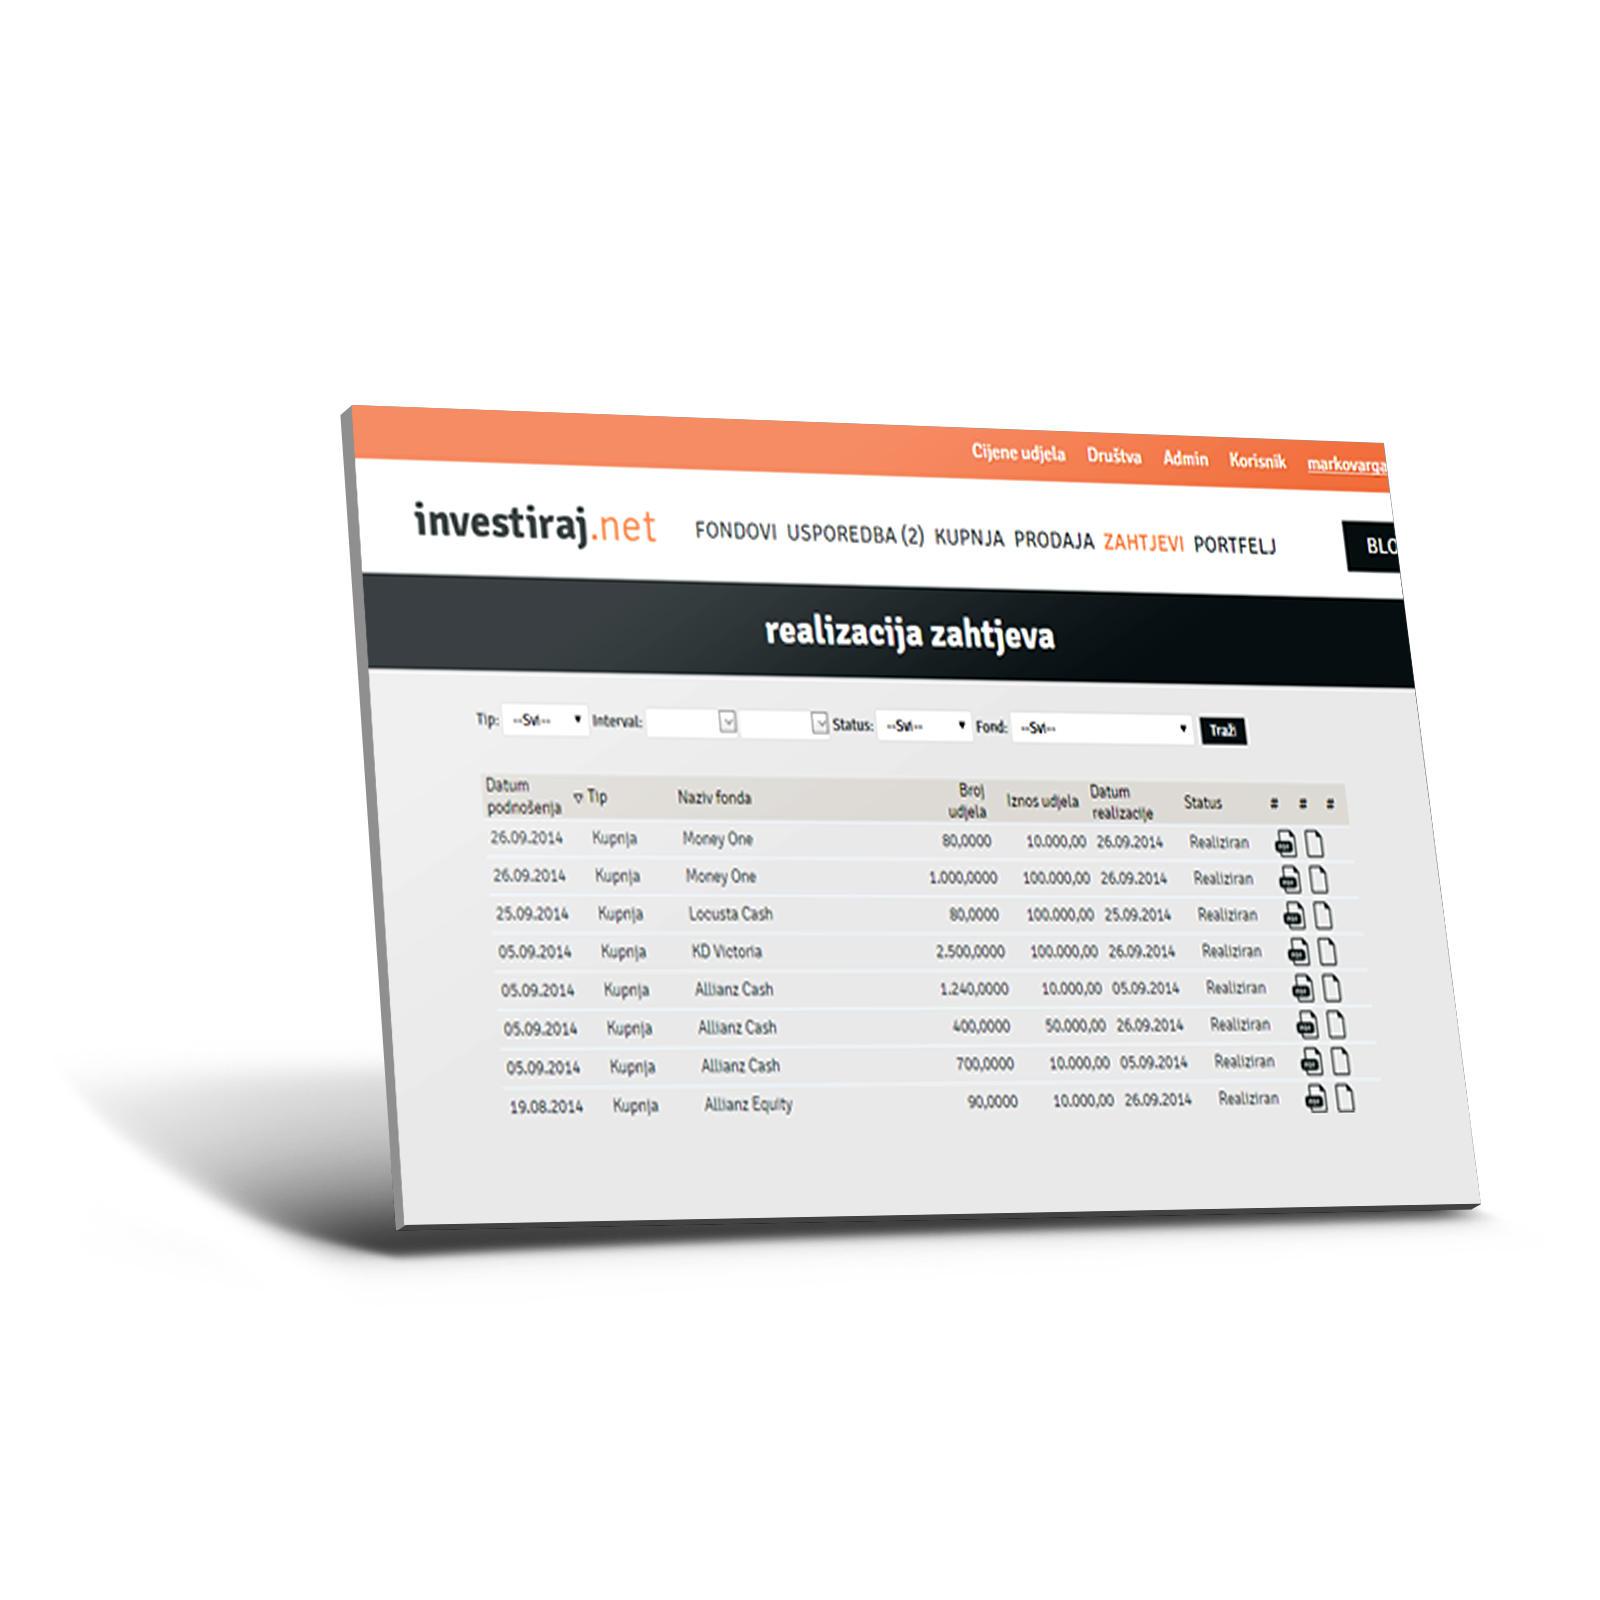 Cijene udjela Društva Admin Korisnik markovarga
investiraj.net FONDOVI USPOREDBA (2) KUPNJA PRODAJA ZAHTJEVI PORTFELJ BLO
realizacija zahtjeva
Tip: --Svi-- Interval: Status: --Svi-- Fond: --Svi-- Traži
Datum podnošenja Tip Naziv fonda Broj udjela Iznos udjela Datum realizacije Status # # #
26.09.2014 Kupnja Money One 80,0000 10.000,00 26.09.2014 Realiziran PDF
26.09.2014 Kupnja Money One 1.000,0000 100.000,00 26.09.2014 Realiziran PDF
25.09.2014 Kupnja Locusta Cash 80,0000 100.000,00 25.09.2014 Realiziran PDF
05.09.2014 Kupnja KD Victoria 2.500,0000 100.000,00 26.09.2014 Realiziran PDF
05.09.2014 Kupnja Allianz Cash 1.240,0000 10.000,00 05.09.2014 Realiziran PDF
05.09.2014 Kupnja Allianz Cash 400,0000 50.000,00 26.09.2014 Realiziran PDF
05.09.2014 Kupnja Allianz Cash 700,0000 10.000,00 05.09.2014 Realiziran PDF
19.08.2014 Kupnja Allianz Equity 90,0000 10.000,00 26.09.2014 Realiziran PDF